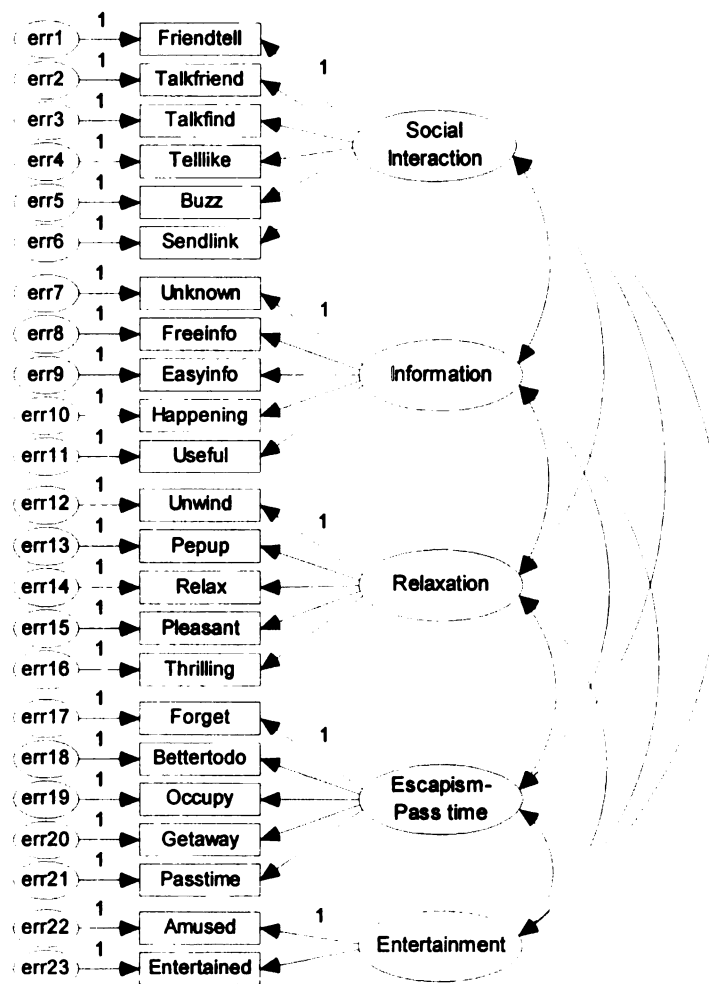 err1 1 Friendtell
1
err2 1 Talkfriend
err3 1 Talkfind
Social
Interaction
err4 1 Telllike
err5 1 Buzz
err6 1 Sendlink
err7 1 Unknown
1
err8 1 Freeinfo
err9 1 Easyinfo
Information
err10 1 Happening
err11 1 Useful
err12 1 Unwind
1
err13 1 Pepup
err14 1 Relax
Relaxation
err15 1 Pleasant
err16 1 Thrilling
err17 1 Forget
1
err18 1 Bettertodo
err19 1 Occupy
Escapism-
Pass time
err20 1 Getaway
err21 1 Passtime
err22 1 Amused
1
Entertainment
err23 1 Entertained